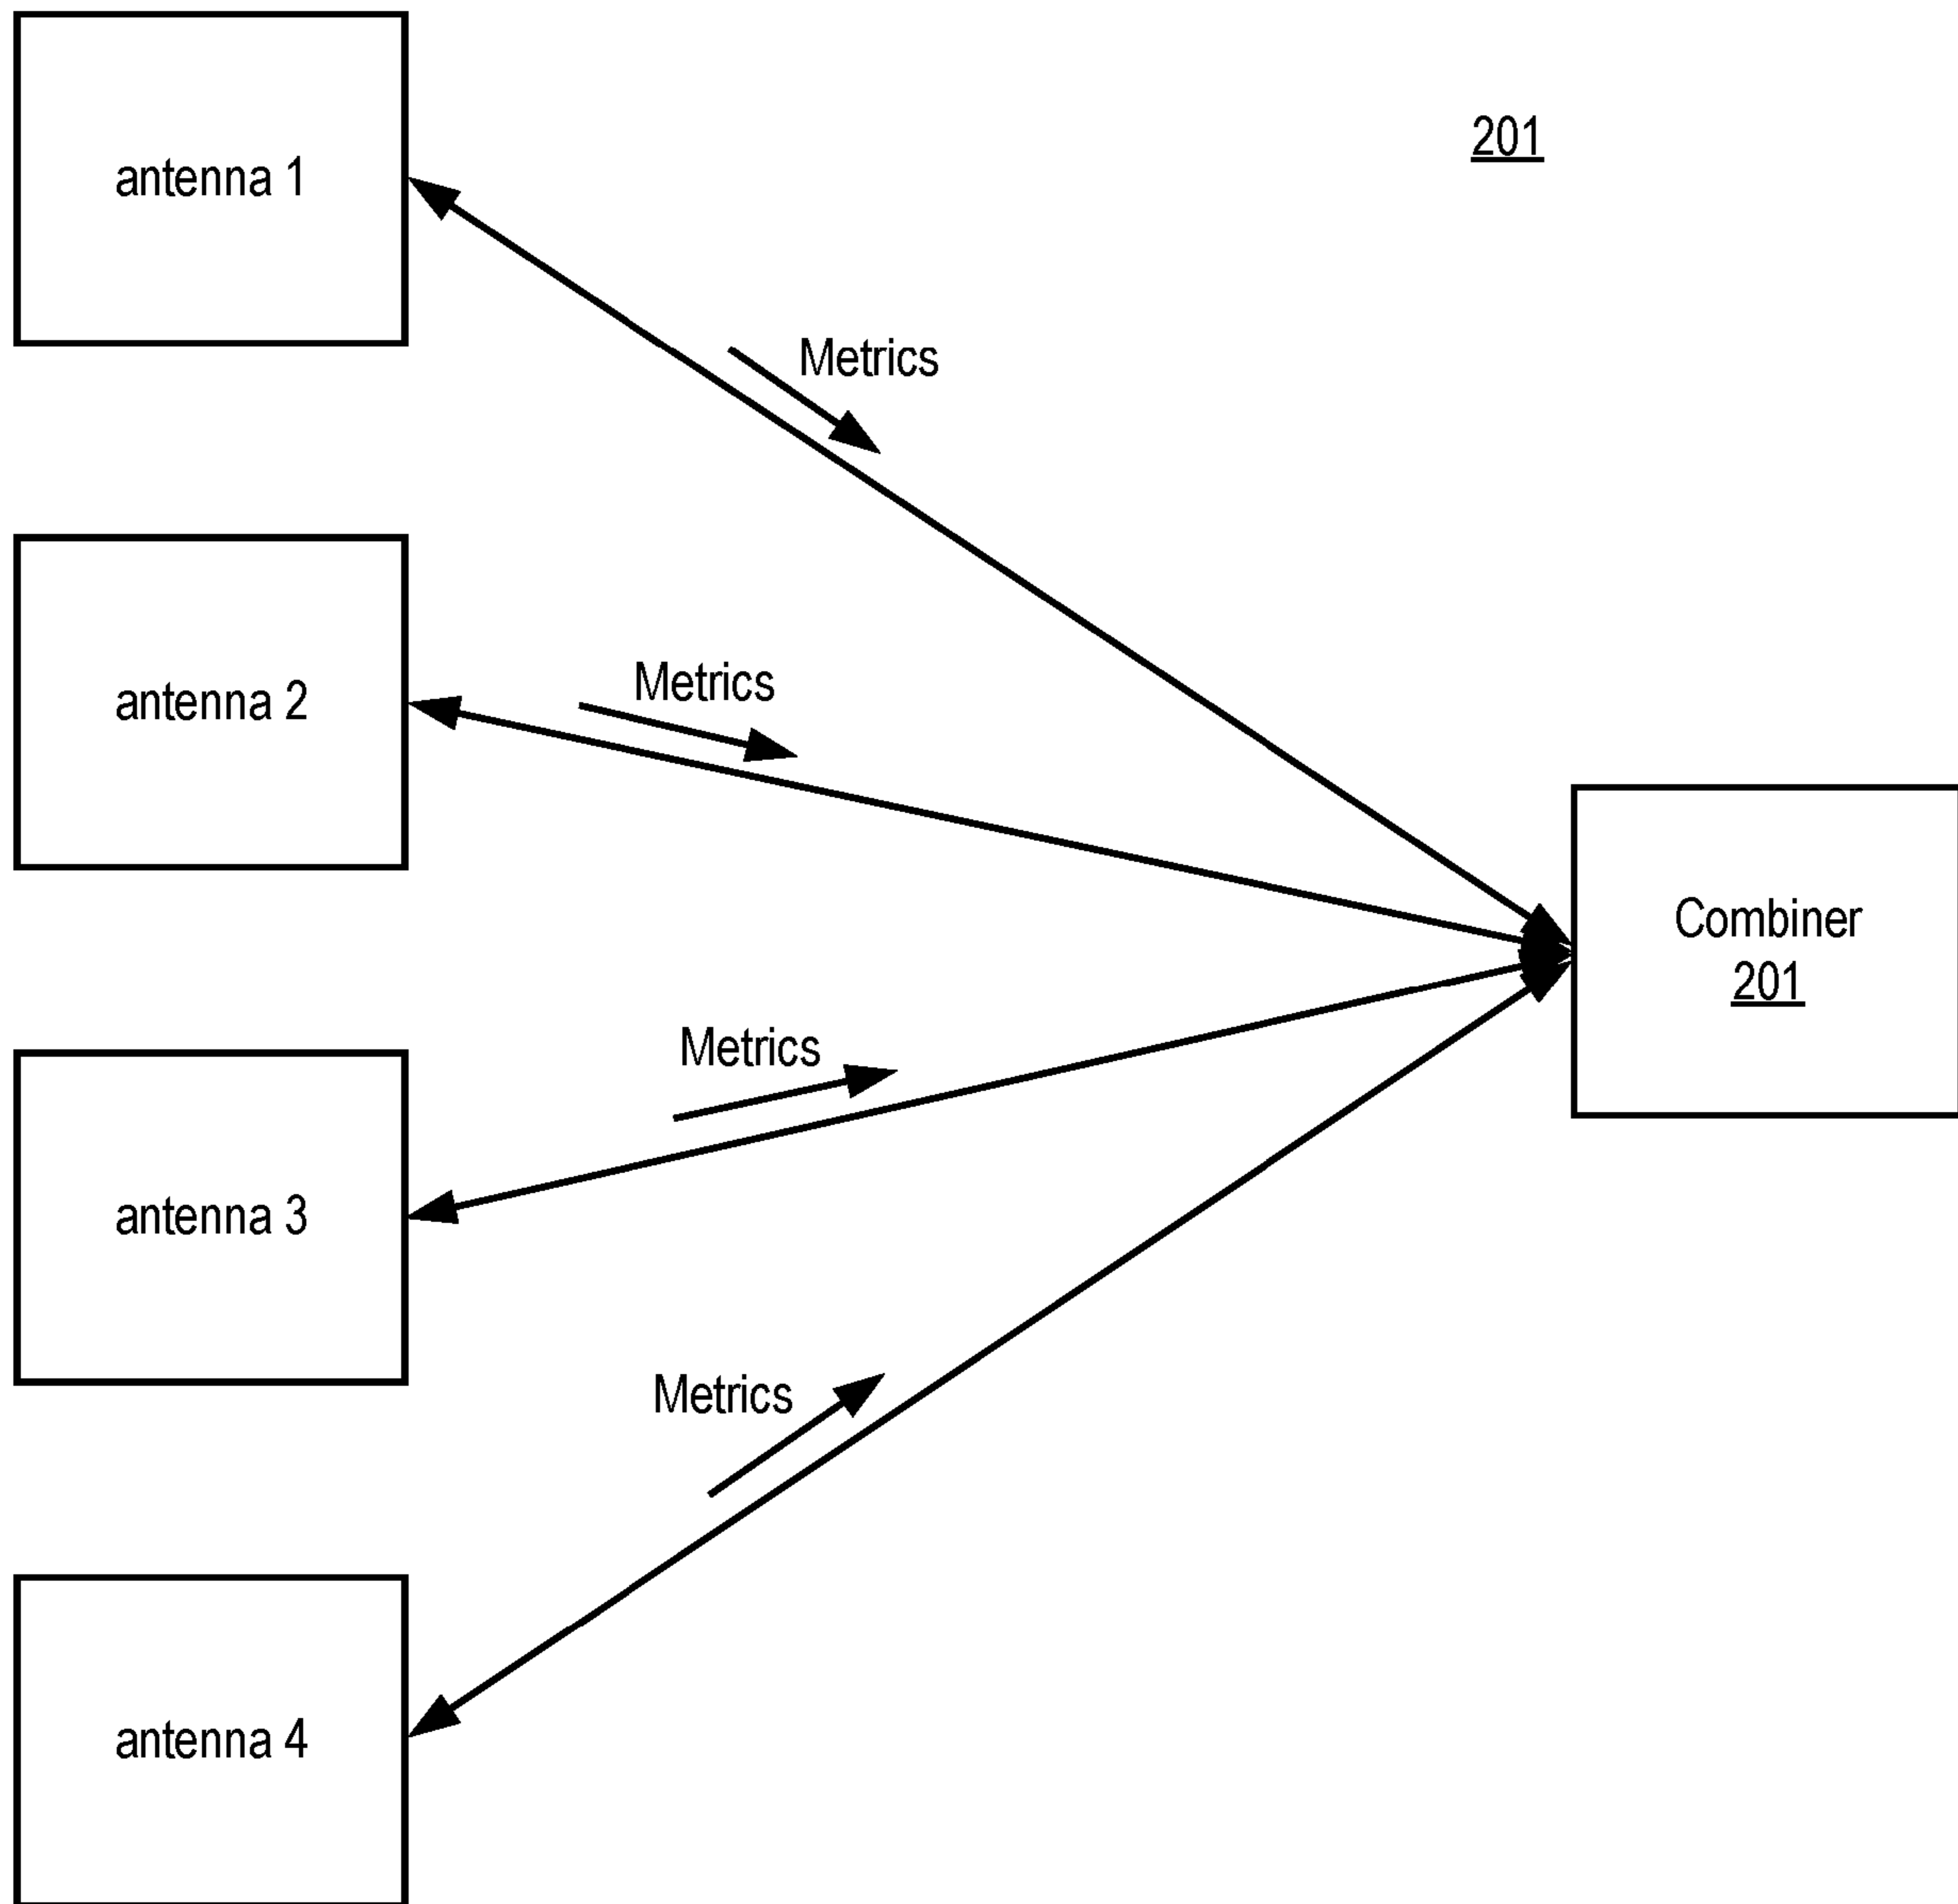 antenna 1
201
Metrics
antenna 2
Metrics
Combiner
201
Metrics
antenna 3
Metrics
antenna 4